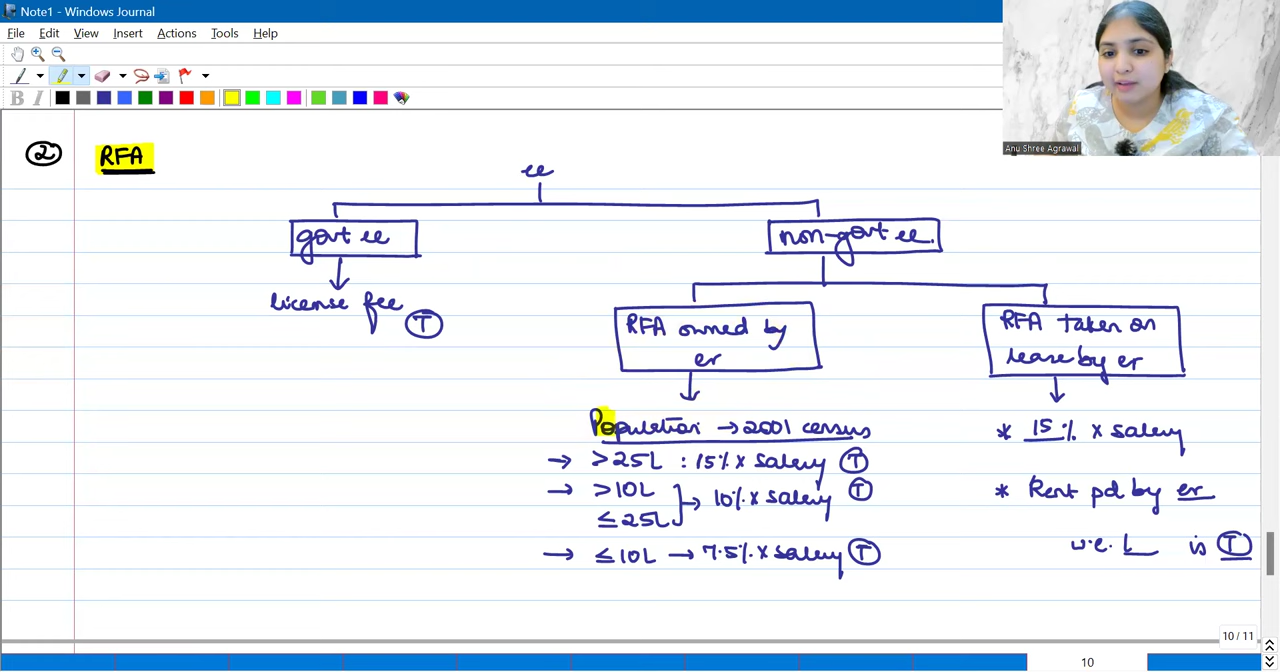 Note1 - Windows Journal
File Edit View Insert Actions Tools Help
B I
Anu Shree Agrawal
2 RFA
ee
govt ee
non-govt ee.
license fee
T
RFA owned by
er
RFA taken on
lease by er
Population → 2001 census
→ >25L : 15% x salary T
→ >10L
≤25L
→ 10% x salary T
→ ≤10L → 7.5% x salary T
* 15% x salary
* Rent pd by er
w.e. L is T
10 / 11
10